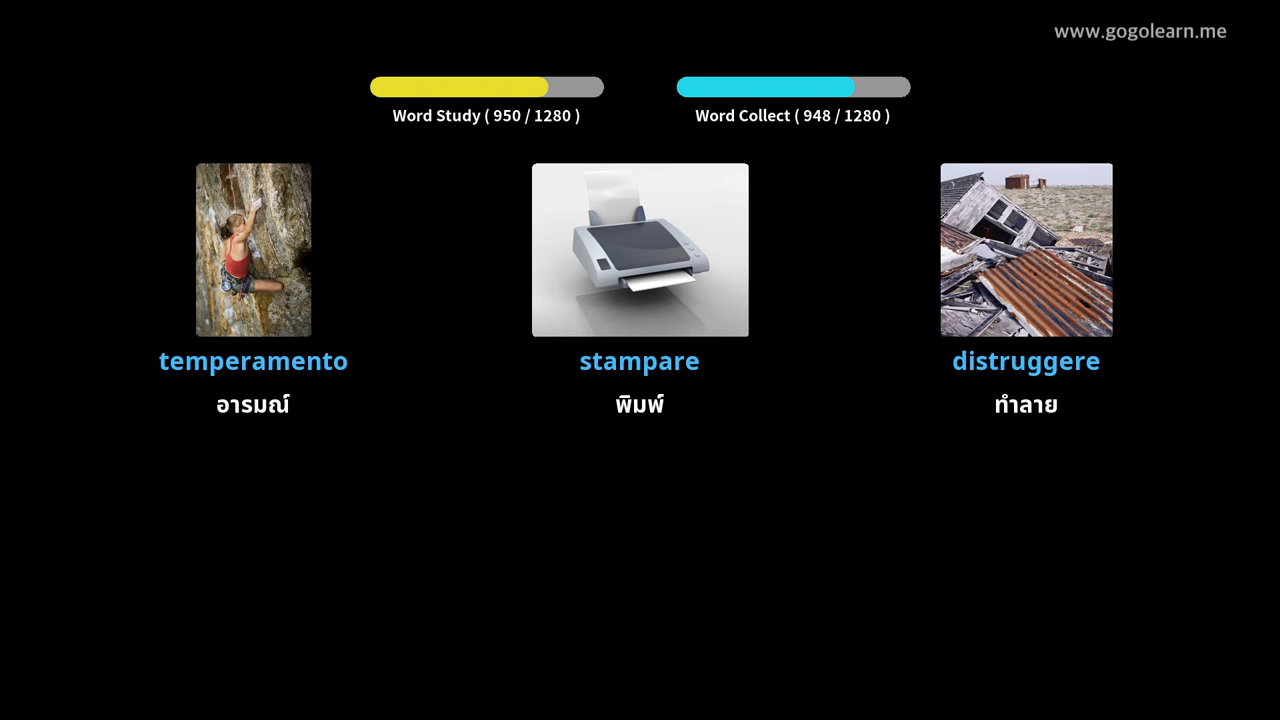 www.gogolearn.me
Word Study ( 950 / 1280 )
Word Collect ( 948 / 1280 )
temperamento
stampare
distruggere
อารมณ์
พิมพ์
ทำลาย